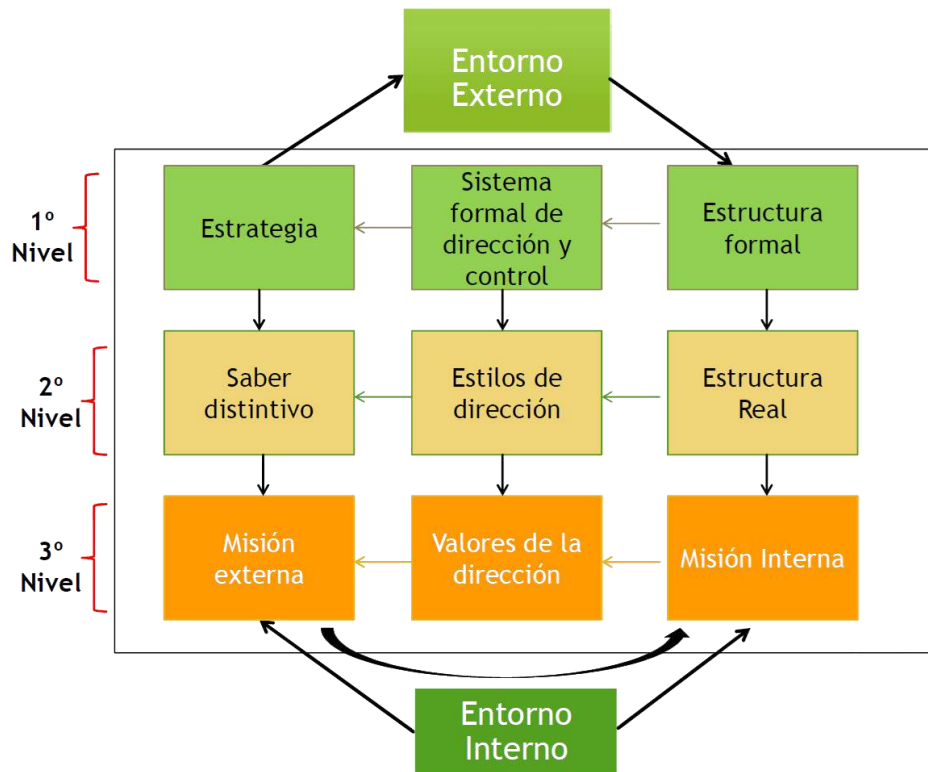 Entorno
Externo
1º
Nivel
Estrategia
Sistema
formal de
dirección y
control
Estructura
formal
2º
Nivel
Saber
distintivo
Estilos de
dirección
Estructura
Real
3º
Nivel
Misión
externa
Valores de la
dirección
Misión Interna
Entorno
Interno